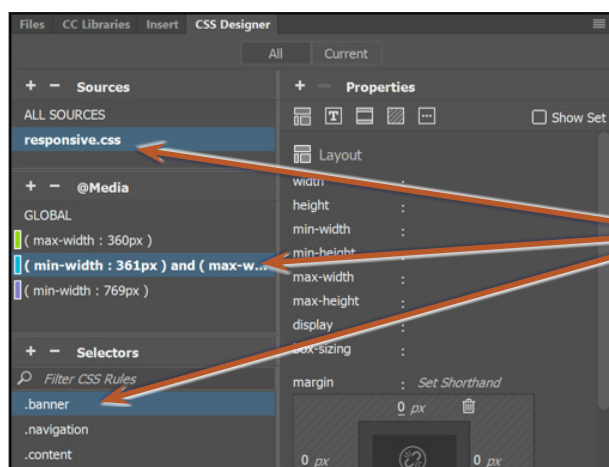 Files CC Libraries Insert CSS Designer
All Current
+ − Sources
ALL SOURCES
responsive.css
+ − @Media
GLOBAL
( max-width : 360px )
( min-width : 361px ) and ( max-w...
( min-width : 769px )
+ − Selectors
Filter CSS Rules
.banner
.navigation
.content
+ − Properties
T Show Set
Layout
width :
height :
min-width :
min-height
max-width :
max-height :
display
box-sizing :
margin : Set Shorthand
0 px
0 px 0 px